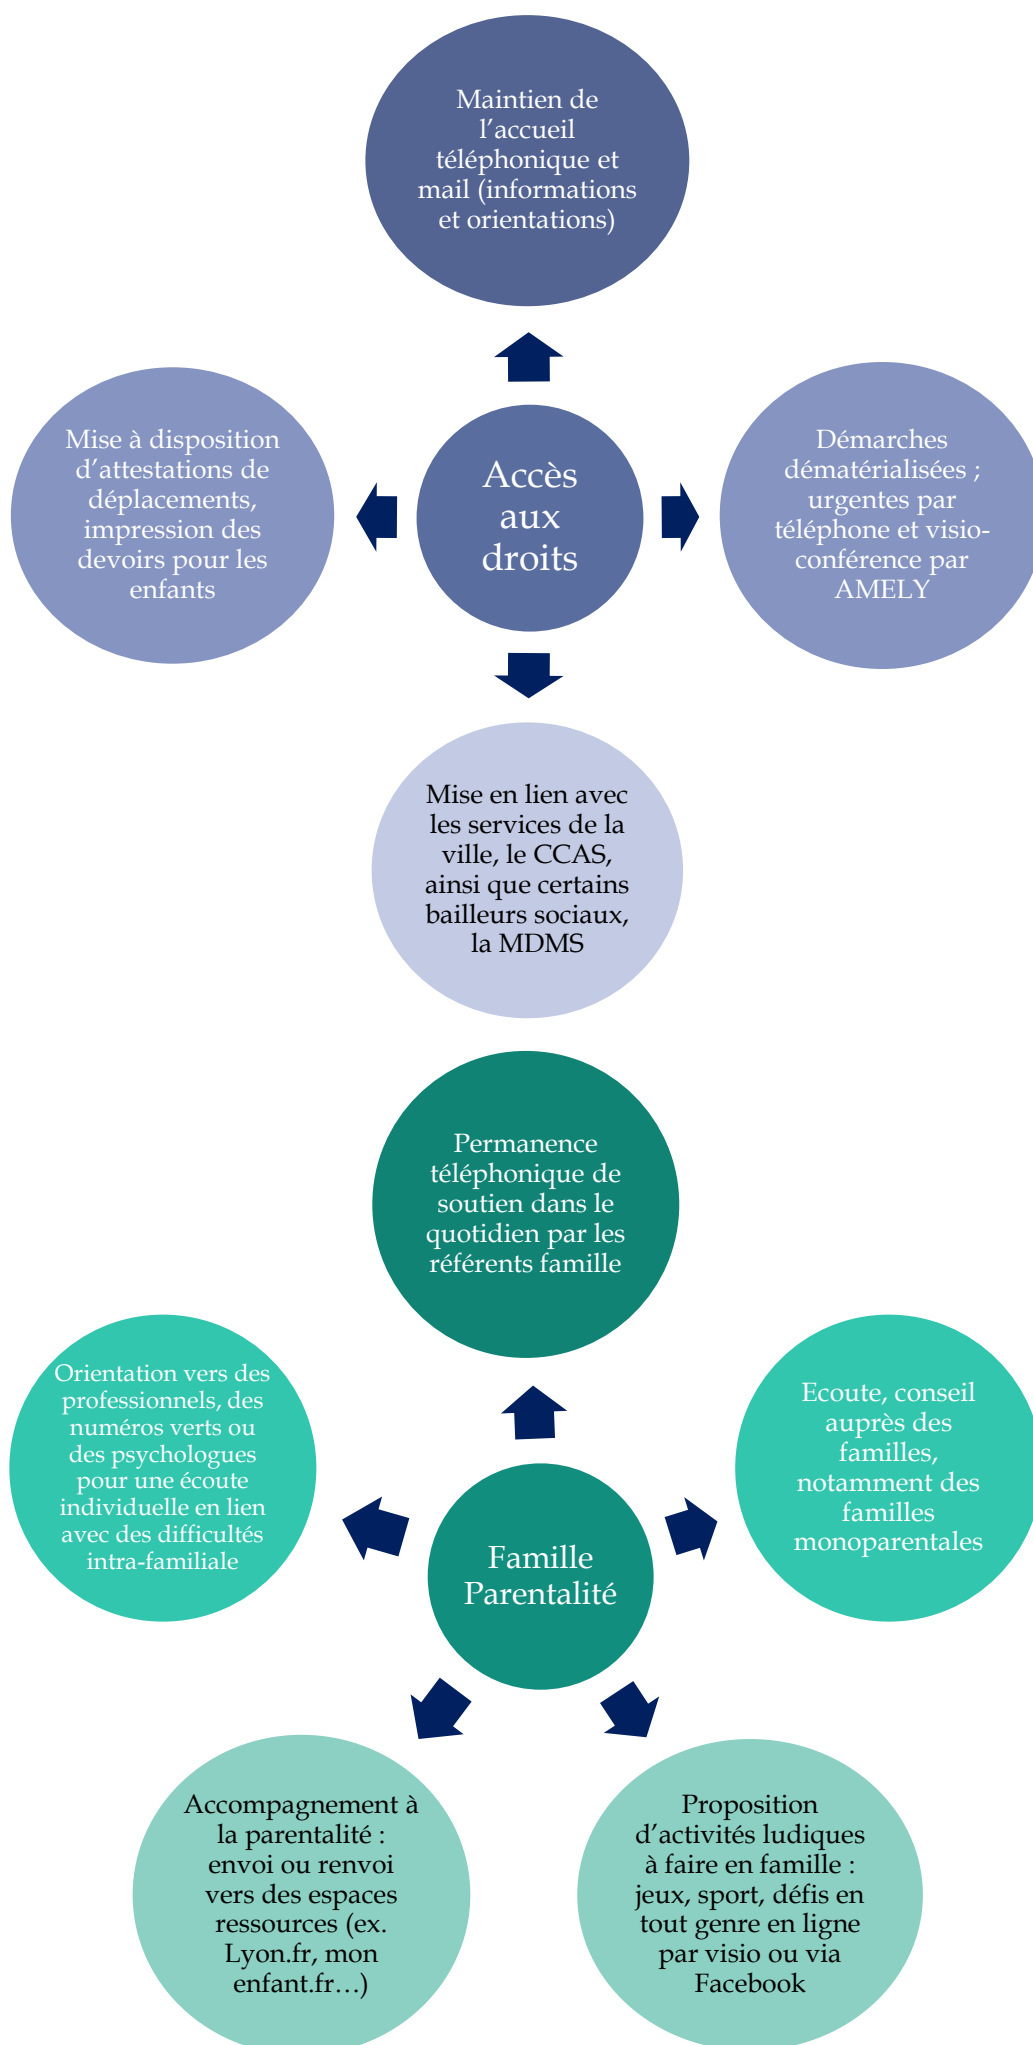 Maintien de
l’accueil
téléphonique et
mail (informations
et orientations)
Mise à disposition
d’attestations de
déplacements,
impression des
devoirs pour les
enfants
Accès
aux
droits
Démarches
dématérialisées ;
urgentes par
téléphone et visio-
conférence par
AMELY
Mise en lien avec
les services de la
ville, le CCAS,
ainsi que certains
bailleurs sociaux,
la MDMS
Permanence
téléphonique de
soutien dans le
quotidien par les
référents famille
Orientation vers des
professionnels, des
numéros verts ou
des psychologues
pour une écoute
individuelle en lien
avec des difficultés
intra-familiale
Ecoute, conseil
auprès des
familles,
notamment des
familles
monoparentales
Famille
Parentalité
Accompagnement à
la parentalité :
envoi ou renvoi
vers des espaces
ressources (ex.
Lyon.fr, mon
enfant.fr…)
Proposition
d’activités ludiques
à faire en famille :
jeux, sport, défis en
tout genre en ligne
par visio ou via
Facebook